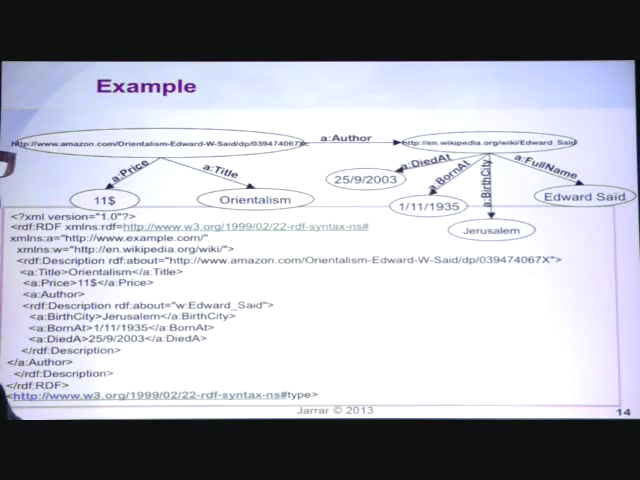 Example
http://www.amazon.com/Orientalism-Edward-W-Said/dp/039474067X
a:Author
http://en.wikipedia.org/wiki/Edward_Said
a:Price
a:Title
a:DiedAt
a:BornAt
a:BirthCity
a:FullName
11$
Orientalism
25/9/2003
1/11/1935
Jerusalem
Edward Saïd
<?xml version="1.0"?>
<rdf:RDF xmlns:rdf=http://www.w3.org/1999/02/22-rdf-syntax-ns#
xmlns:a="http://www.example.com/"
xmlns:w="http://en.wikipedia.org/wiki/">
<rdf:Description rdf:about="http://www.amazon.com/Orientalism-Edward-W-Said/dp/039474067X">
<a:Title>Orientalism</a:Title>
<a:Price>11$</a:Price>
<a:Author>
<rdf:Description rdf:about="w:Edward_Said">
<a:BirthCity>Jerusalem</a:BirthCity>
<a:BornAt>1/11/1935</a:BornAt>
<a:DiedA>25/9/2003</a:DiedA>
</rdf:Description>
</a:Author>
</rdf:Description>
</rdf:RDF>
<http://www.w3.org/1999/02/22-rdf-syntax-ns#type>
Jarrar © 2013
14